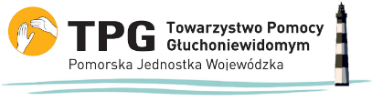 TPG Towarzystwo Pomocy
Głuchoniewidomym
Pomorska Jednostka Wojewódzka